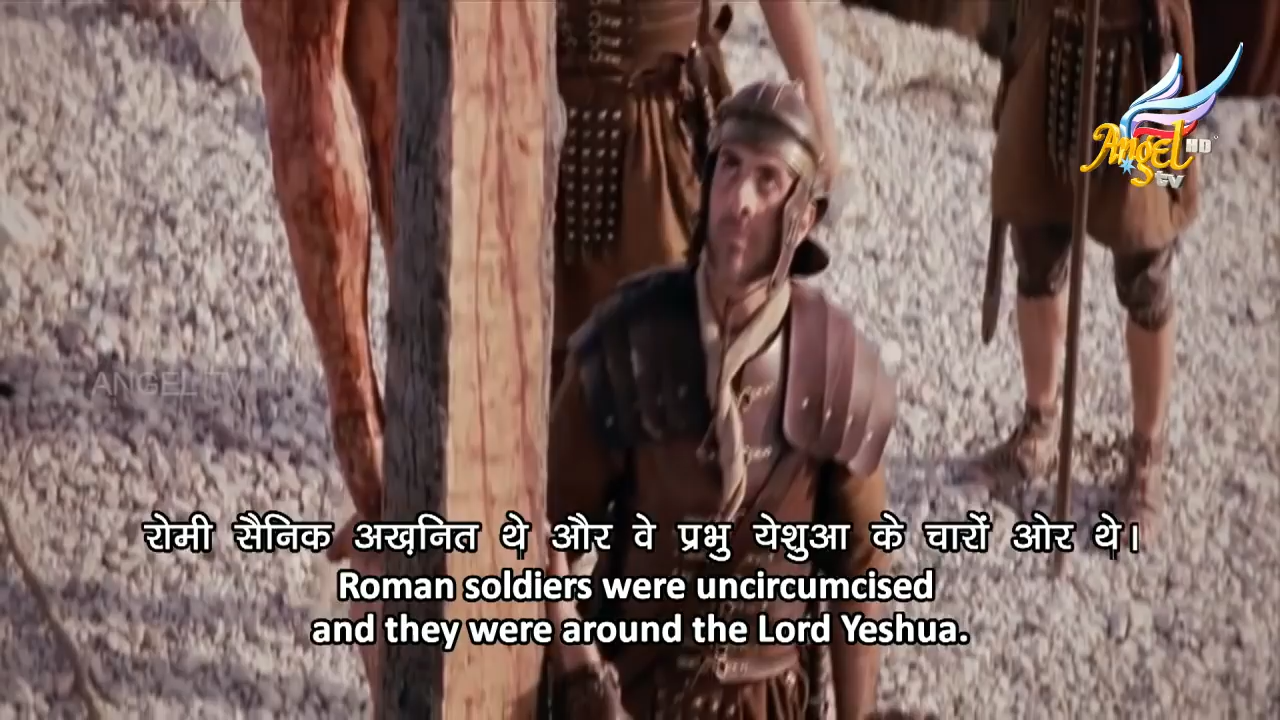 Angel HD
tv
ANGEL TV
रोमी सैनिक अखनित थे और वे प्रभु येशुआ के चारों ओर थे।
Roman soldiers were uncircumcised
and they were around the Lord Yeshua.